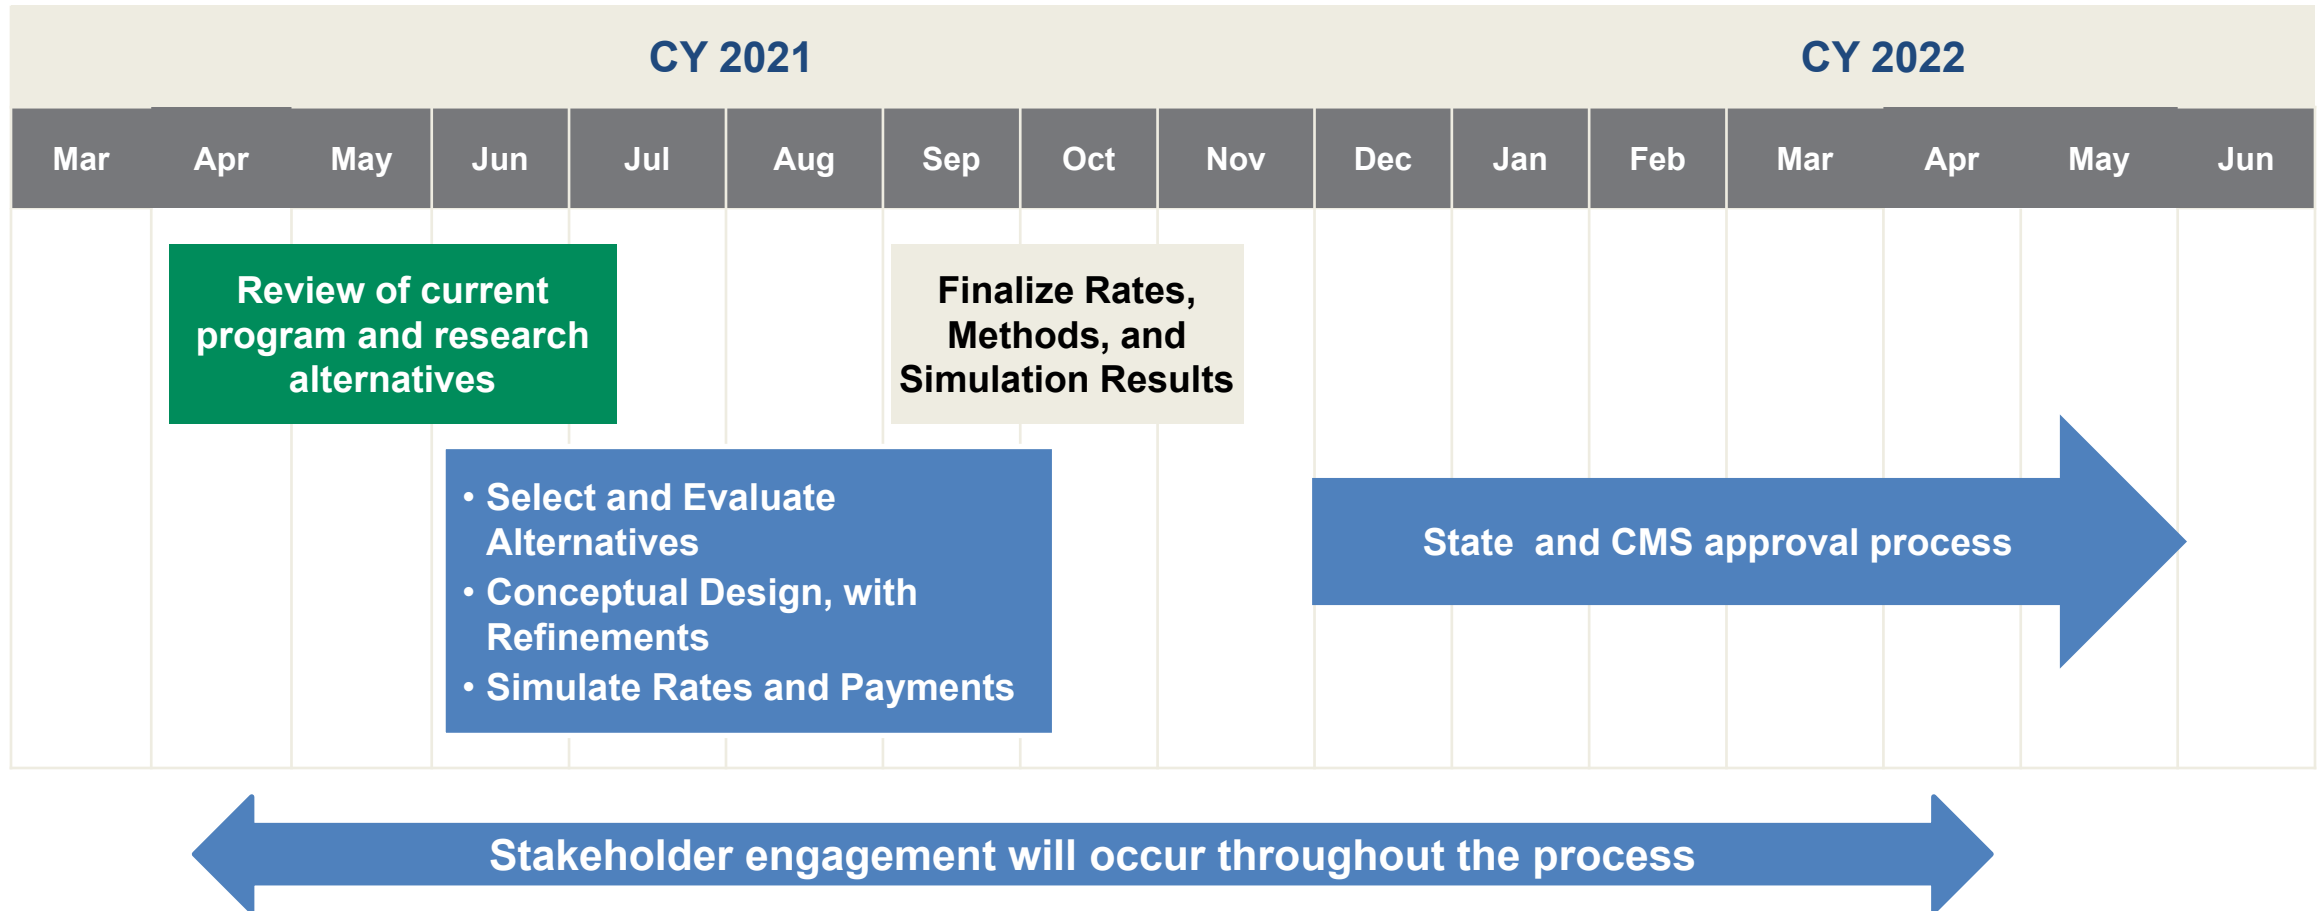 CY 2021 CY 2022
Mar Apr May Jun Jul Aug Sep Oct Nov Dec Jan Feb Mar Apr May Jun
Review of current
program and research
alternatives
Finalize Rates,
Methods, and
Simulation Results
• Select and Evaluate
Alternatives
• Conceptual Design, with
Refinements
• Simulate Rates and Payments
State  and CMS approval process
Stakeholder engagement will occur throughout the process